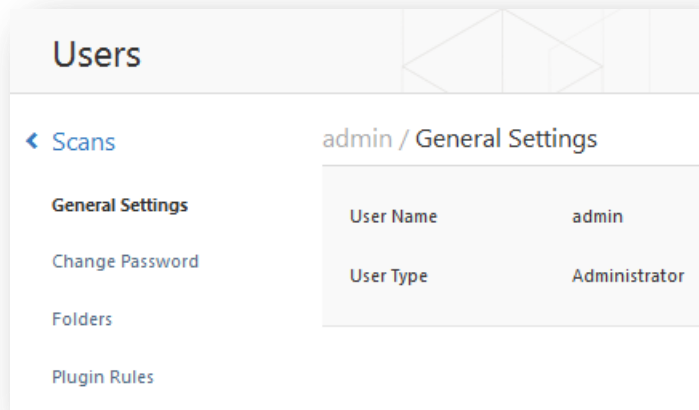 Users
Scans
admin / General Settings
General Settings
User Name admin
Change Password
User Type Administrator
Folders
Plugin Rules